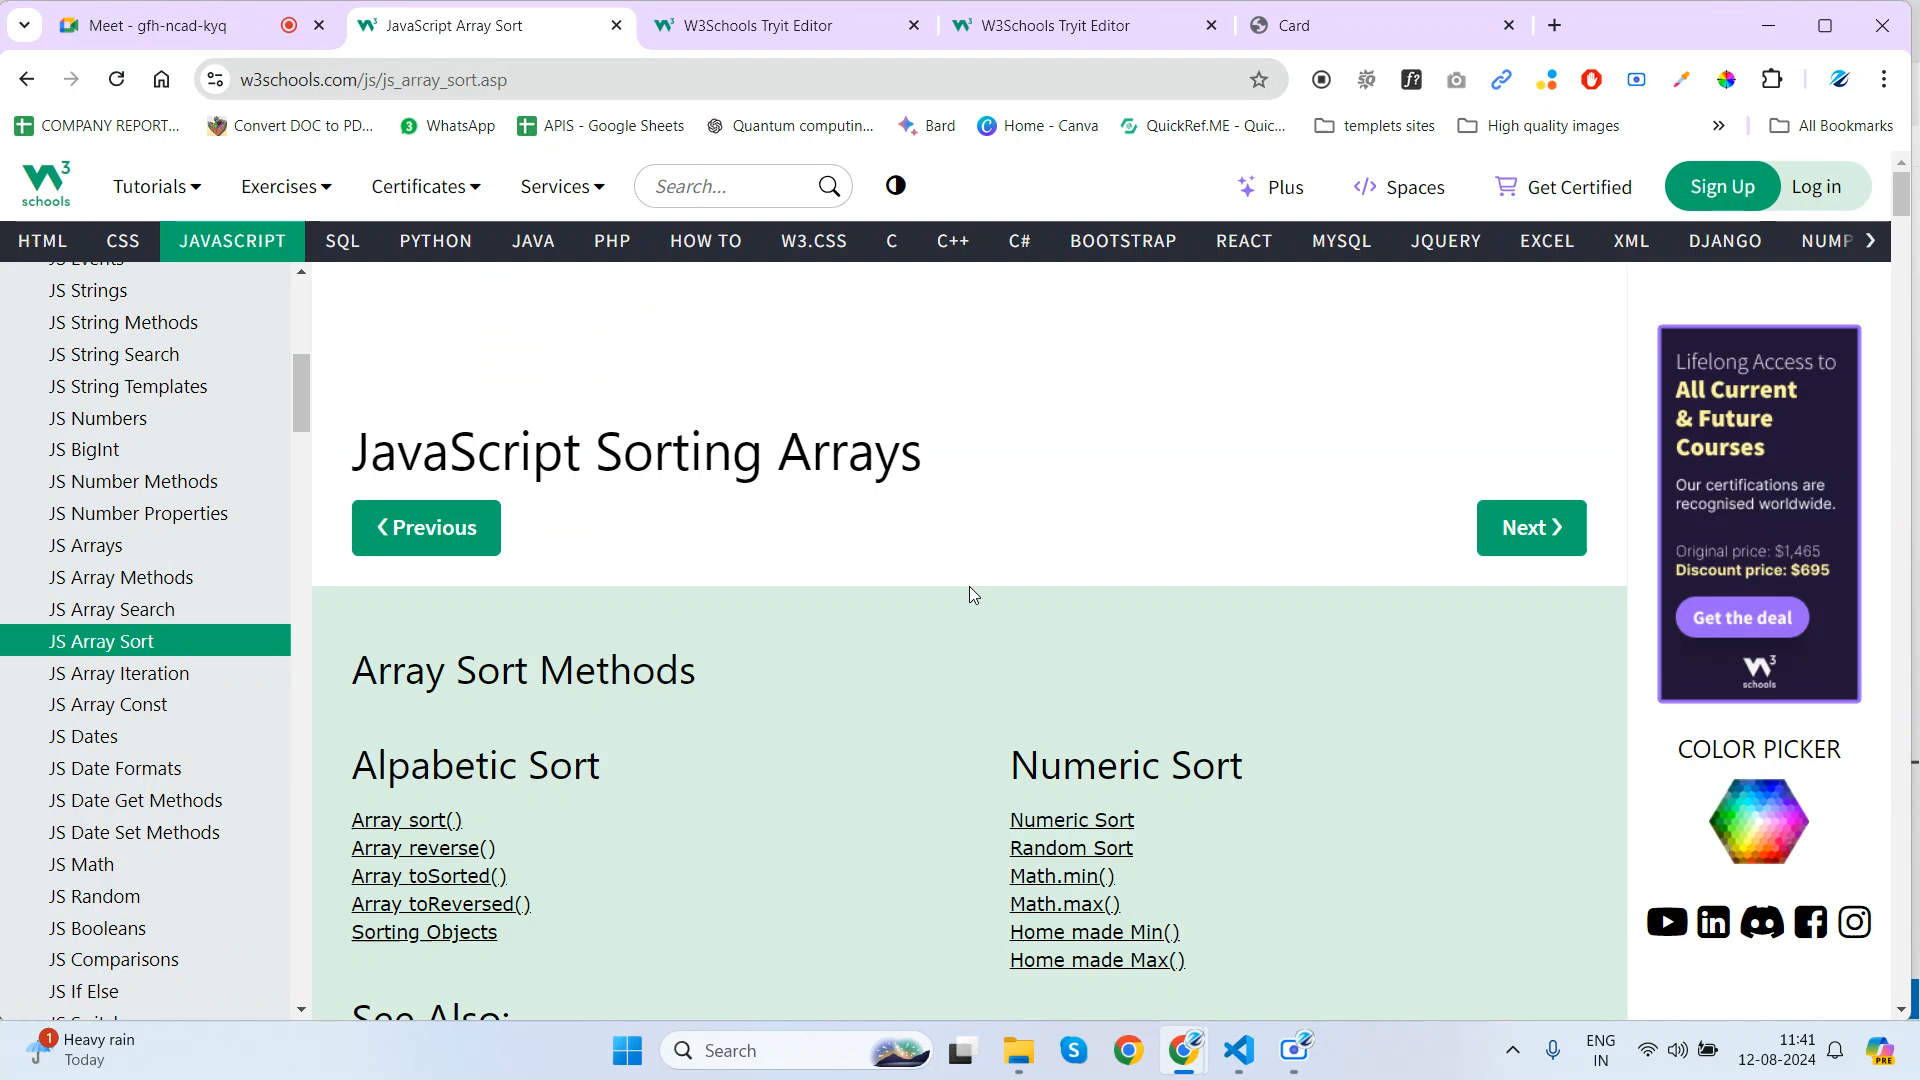 Meet - gfh-ncad-kyq
JavaScript Array Sort
W3Schools Tryit Editor
W3Schools Tryit Editor
Card
w3schools.com/js/js_array_sort.asp
COMPANY REPORT...
Convert DOC to PD...
WhatsApp
APIS - Google Sheets
Quantum computin...
Bard
Home - Canva
QuickRef.ME - Quic...
templets sites
High quality images
All Bookmarks
schools
Tutorials
Exercises
Certificates
Services
Search...
Plus
Spaces
Get Certified
Sign Up
Log in
HTML
CSS
JAVASCRIPT
SQL
PYTHON
JAVA
PHP
HOW TO
W3.CSS
C
C++
C#
BOOTSTRAP
REACT
MYSQL
JQUERY
EXCEL
XML
DJANGO
NUMP
JS Events
JS Strings
JS String Methods
JS String Search
JS String Templates
JS Numbers
JS BigInt
JS Number Methods
JS Number Properties
JS Arrays
JS Array Methods
JS Array Search
JS Array Sort
JS Array Iteration
JS Array Const
JS Dates
JS Date Formats
JS Date Get Methods
JS Date Set Methods
JS Math
JS Random
JS Booleans
JS Comparisons
JS If Else
JavaScript Sorting Arrays
❮ Previous
Next ❯
Array Sort Methods
Alpabetic Sort
Array sort()
Array reverse()
Array toSorted()
Array toReversed()
Sorting Objects
Numeric Sort
Numeric Sort
Random Sort
Math.min()
Math.max()
Home made Min()
Home made Max()
See Also:
Lifelong Access to
All Current
& Future
Courses
Our certifications are
recognised worldwide.
Original price: $1,465
Discount price: $695
Get the deal
schools
COLOR PICKER
1
Heavy rain
Today
Search
ENG
IN
11:41
12-08-2024
PRE